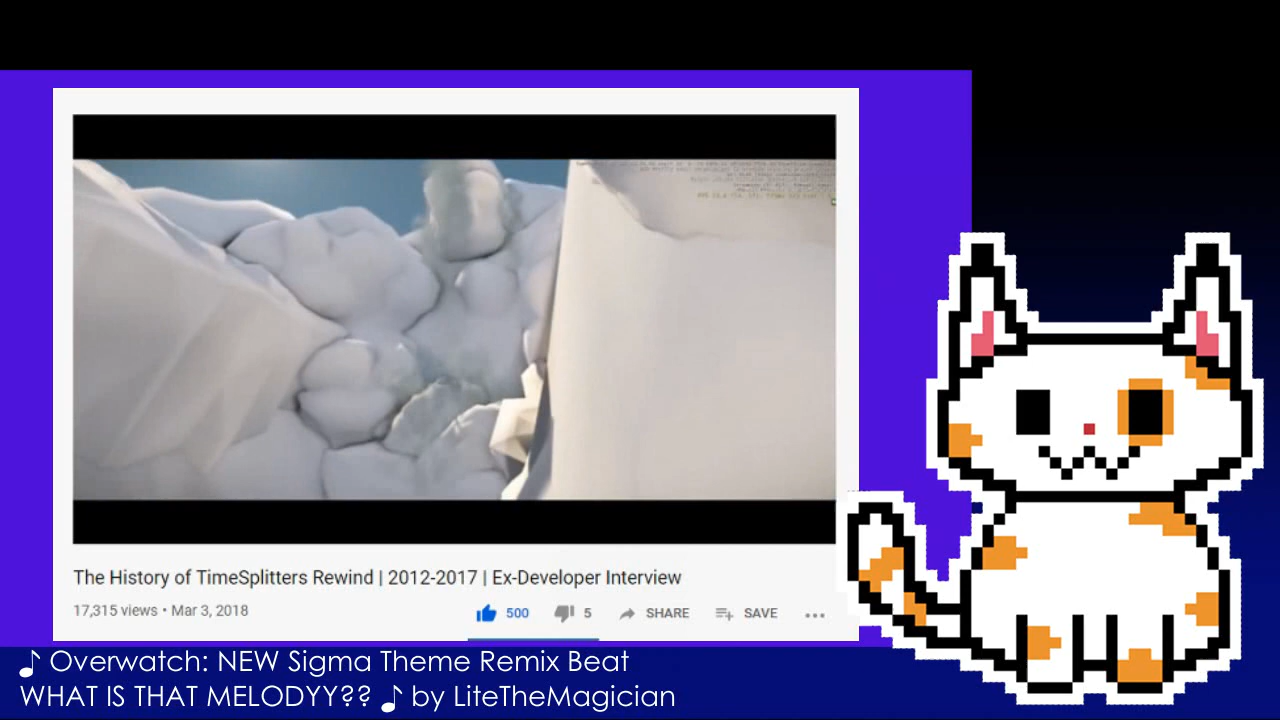 The History of TimeSplitters Rewind | 2012-2017 | Ex-Developer Interview
17,315 views • Mar 3, 2018
500
5
SHARE
SAVE
♪ Overwatch: NEW Sigma Theme Remix Beat
WHAT IS THAT MELODYY?? ♪ by LiteTheMagician